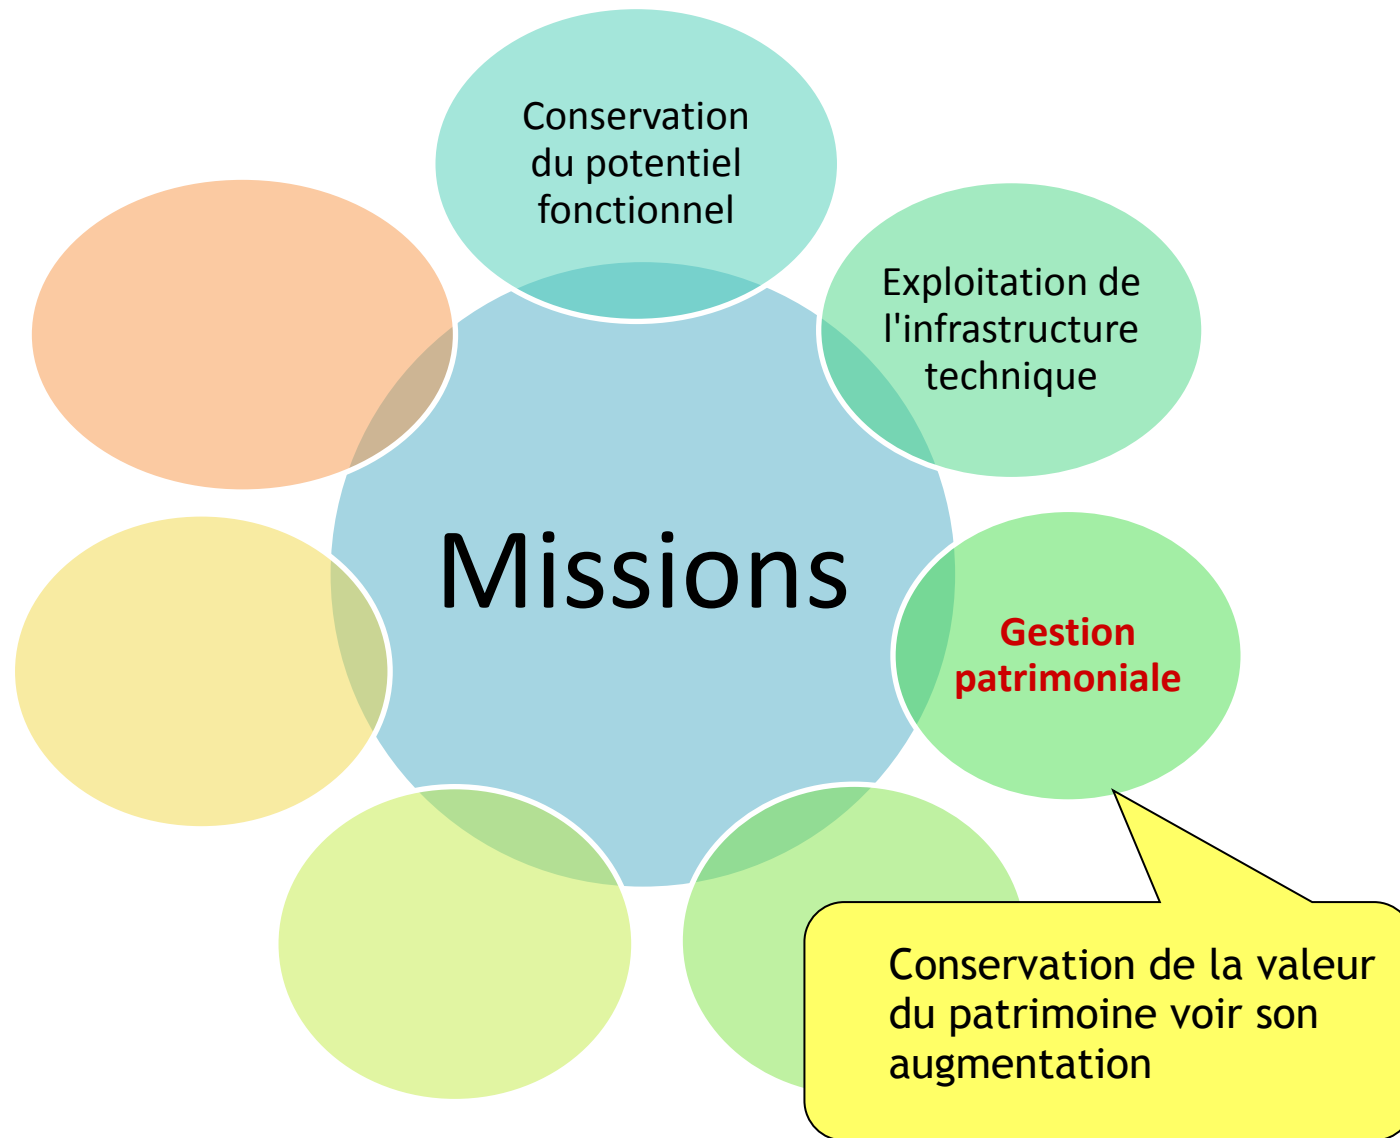 Conservation
du potentiel
fonctionnel
Exploitation de
l'infrastructure
technique
Missions
Gestion
patrimoniale
Conservation de la valeur
du patrimoine voir son
augmentation